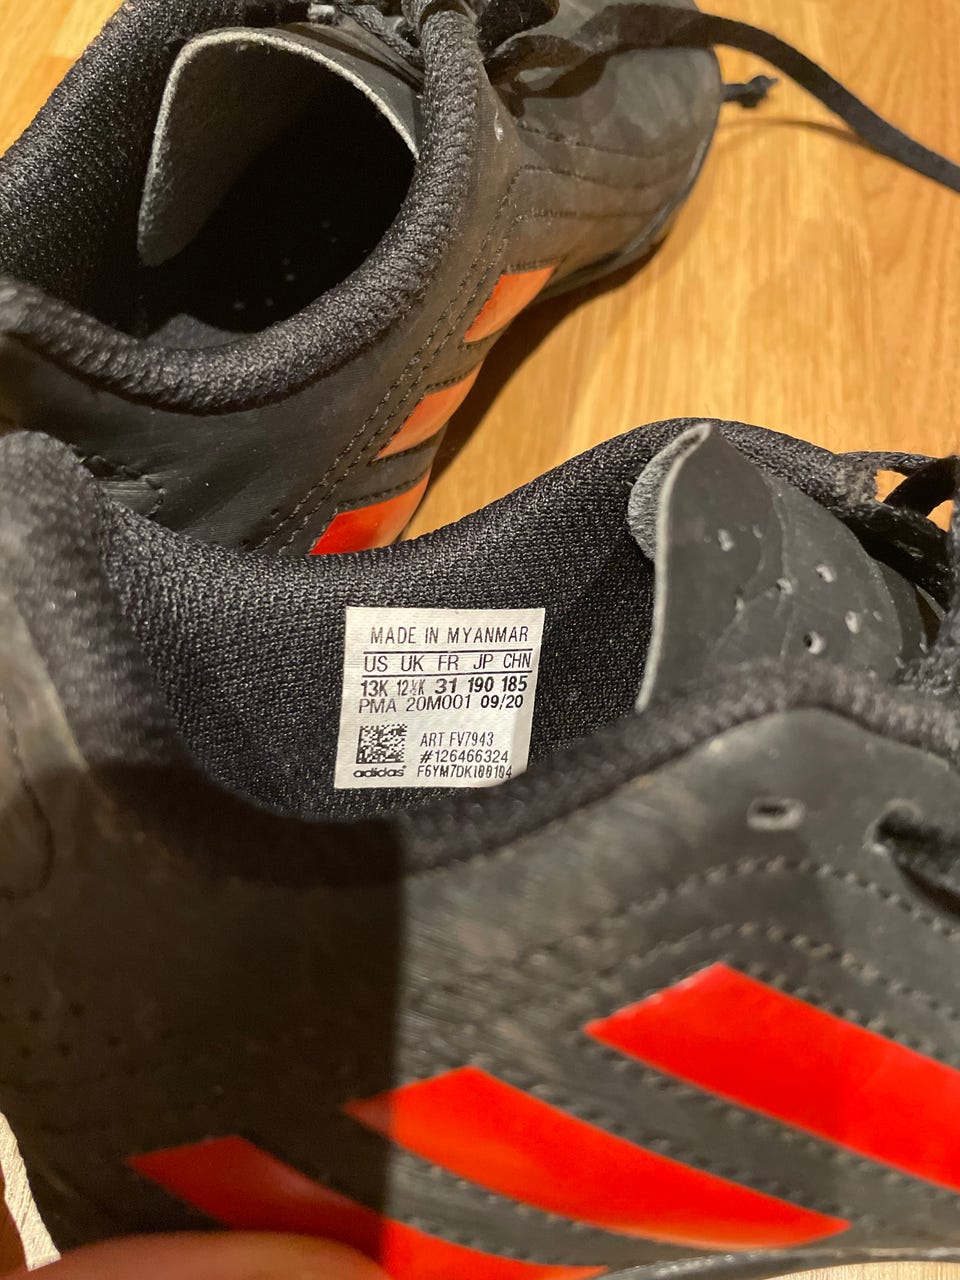 MADE IN MYANMAR
US UK FR JP CHN
13K 12½K 31 190 185
PMA 20M001 09/20
ART FV7943
#126466324
adidas® F6YM7DK100104